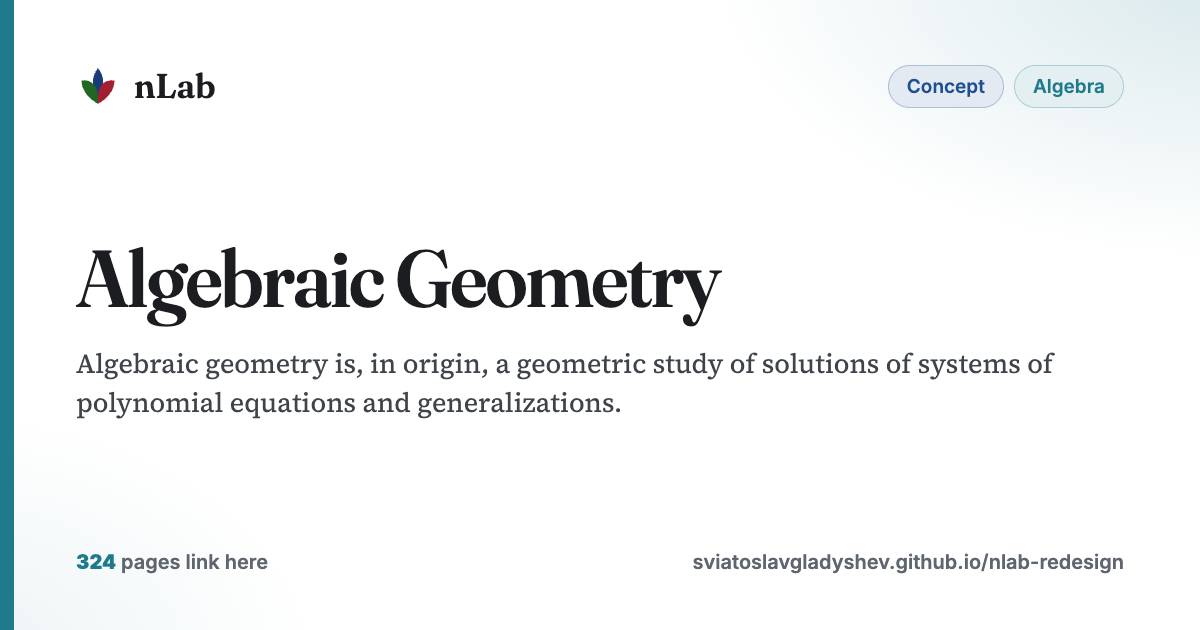 nLab
Concept
Algebra
Algebraic Geometry
Algebraic geometry is, in origin, a geometric study of solutions of systems of
polynomial equations and generalizations.
324 pages link here
sviatoslavgladyshev.github.io/nlab-redesign